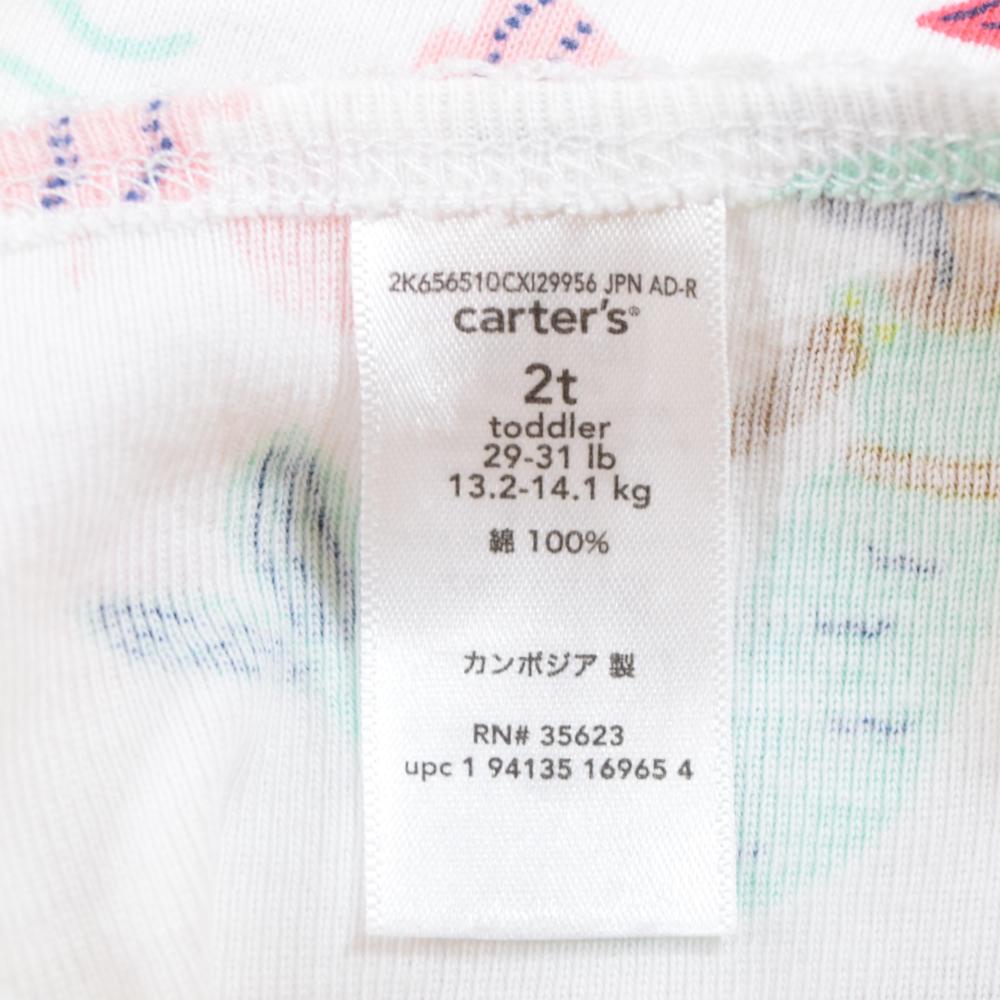 2K656510CXI29956 JPN AD-R
carter's®
2t
toddler
29-31 lb
13.2-14.1 kg
綿 100%
カンボジア 製
RN# 35623
upc 1 94135 16965 4